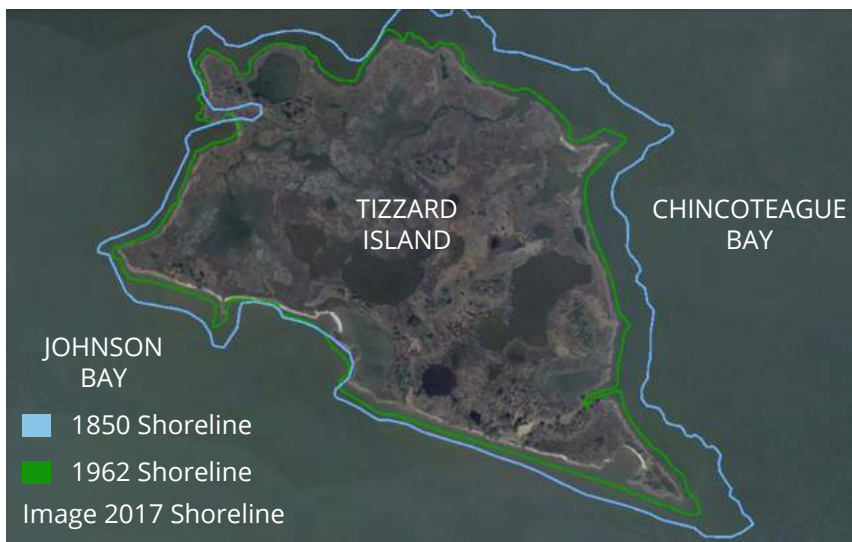 TIZZARD
ISLAND
CHINCOTEAGUE
BAY
JOHNSON
BAY
1850 Shoreline
1962 Shoreline
Image 2017 Shoreline